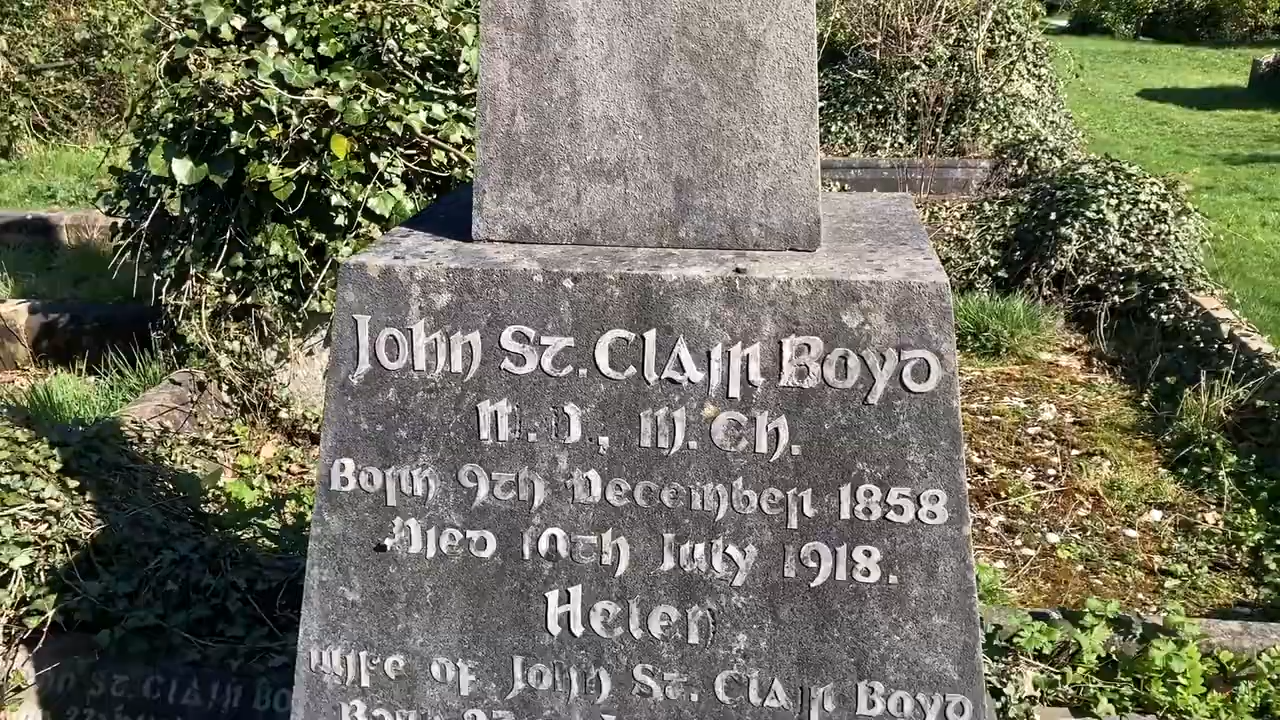 John St. Clair Boyd
M.D., M.Ch.
Born 9th December 1858
Died 10th July 1918.
Helen
wife of John St. Clair Boyd
Born